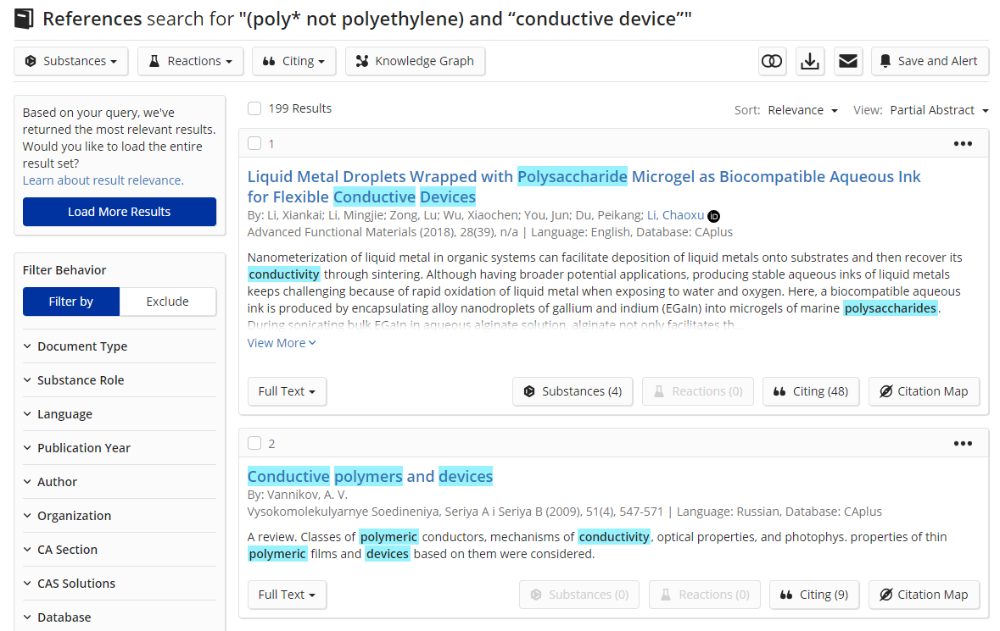 References search for "(poly* not polyethylene) and “conductive device”"
Substances
Reactions
Citing
Knowledge Graph
Save and Alert
Based on your query, we've
returned the most relevant results.
Would you like to load the entire
result set?
Learn about result relevance.
Load More Results
Filter Behavior
Filter by
Exclude
Document Type
Substance Role
Language
Publication Year
Author
Organization
CA Section
CAS Solutions
Database
199 Results
Sort: Relevance
View: Partial Abstract
1
Liquid Metal Droplets Wrapped with Polysaccharide Microgel as Biocompatible Aqueous Ink
for Flexible Conductive Devices
By: Li, Xiankai; Li, Mingjie; Zong, Lu; Wu, Xiaochen; You, Jun; Du, Peikang; Li, Chaoxu iD
Advanced Functional Materials (2018), 28(39), n/a | Language: English, Database: CAplus
Nanometerization of liquid metal in organic systems can facilitate deposition of liquid metals onto substrates and then recover its
conductivity through sintering. Although having broader potential applications, producing stable aqueous inks of liquid metals
keeps challenging because of rapid oxidation of liquid metal when exposing to water and oxygen. Here, a biocompatible aqueous
ink is produced by encapsulating alloy nanodroplets of gallium and indium (EGaIn) into microgels of marine polysaccharides.
During sonicating bulk EGaIn in aqueous alginate solution, alginate not only facilitates th...
View More
Full Text
Substances (4)
Reactions (0)
Citing (48)
Citation Map
2
Conductive polymers and devices
By: Vannikov, A. V.
Vysokomolekulyarnye Soedineniya, Seriya A i Seriya B (2009), 51(4), 547-571 | Language: Russian, Database: CAplus
A review. Classes of polymeric conductors, mechanisms of conductivity, optical properties, and photophys. properties of thin
polymeric films and devices based on them were considered.
Full Text
Substances (0)
Reactions (0)
Citing (9)
Citation Map